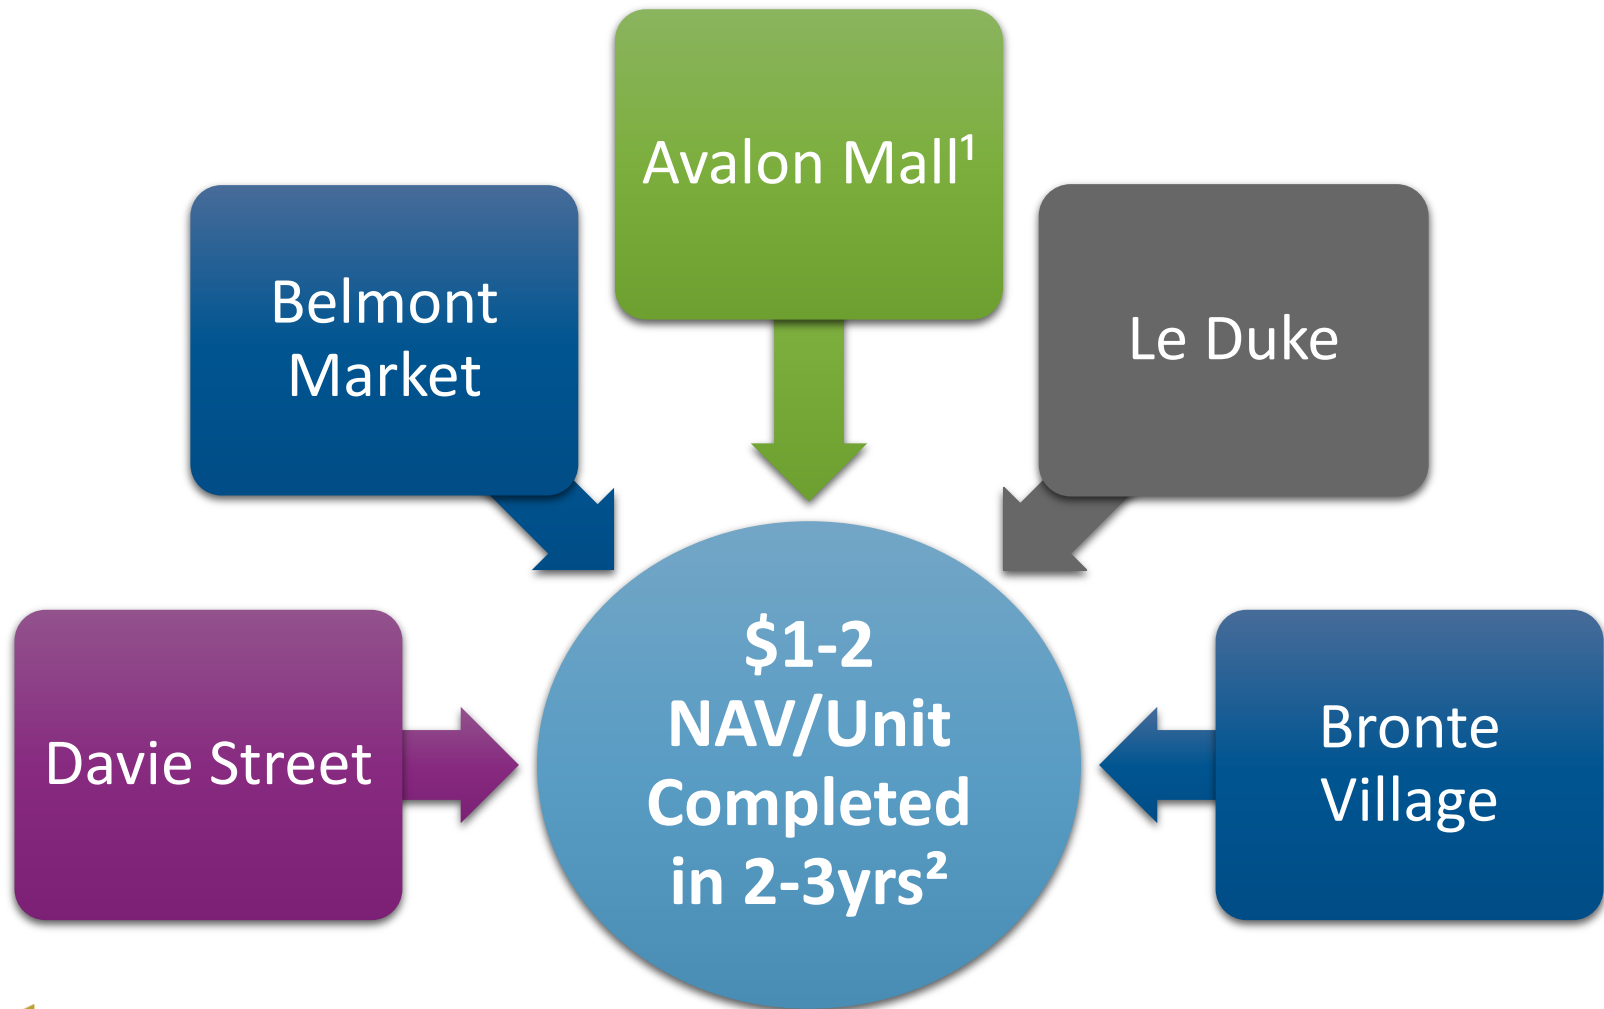 Avalon Mall¹
Belmont
Market
Le Duke
Davie Street
$1-2
NAV/Unit
Completed
in 2-3yrs²
Bronte
Village